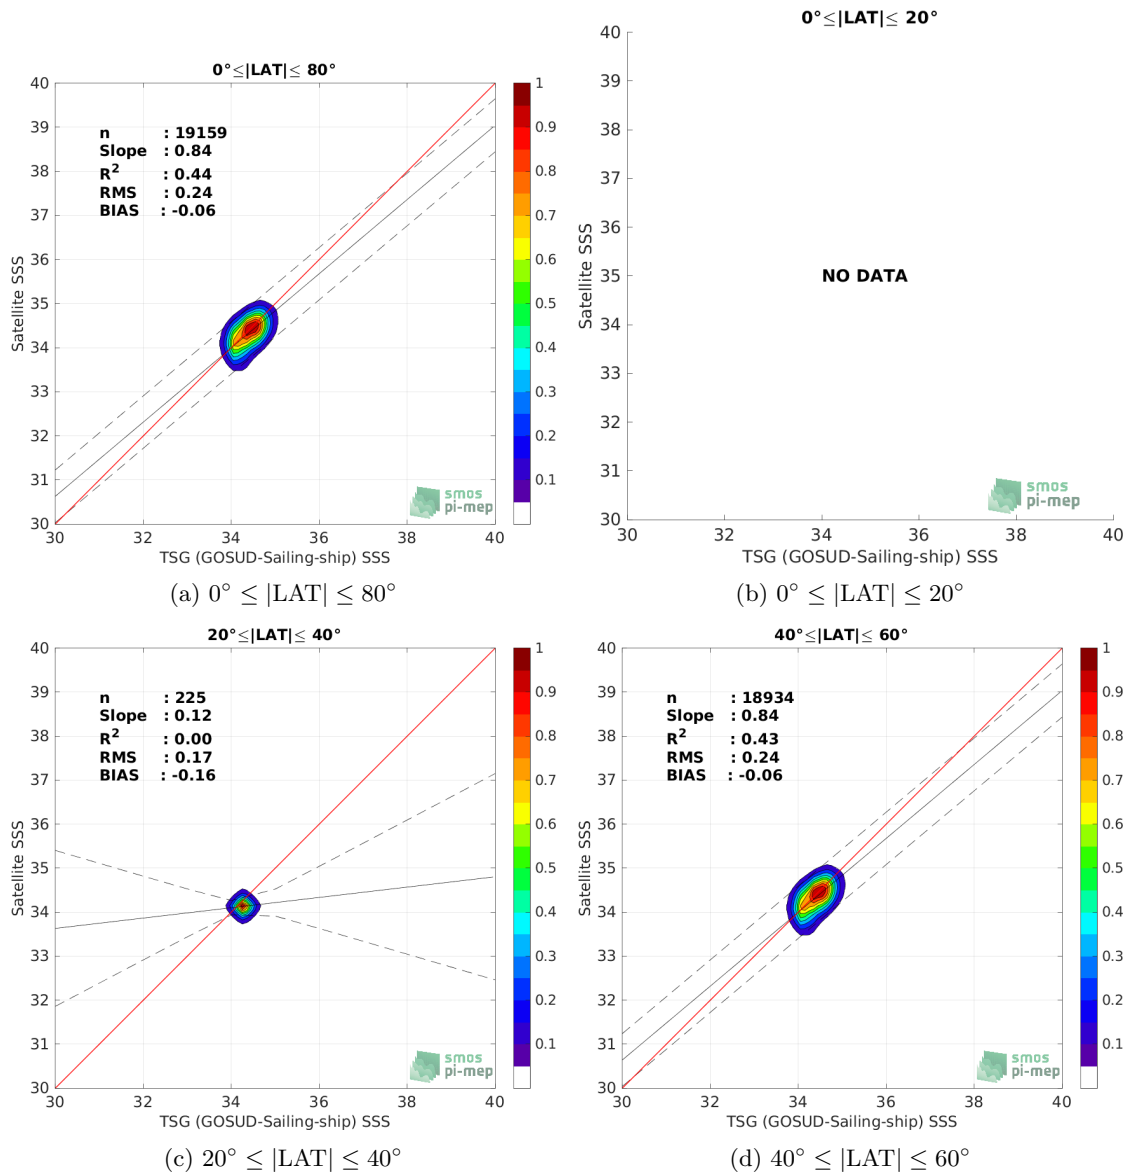 0°≤|LAT|≤ 80°
n : 19159
Slope : 0.84
R2 : 0.44
RMS : 0.24
BIAS : -0.06
Satellite SSS
40
39
38
37
36
35
34
33
32
31
30
30 32 34 36 38 40
TSG (GOSUD-Sailing-ship) SSS
1
0.9
0.8
0.7
0.6
0.5
0.4
0.3
0.2
0.1
smos
pi-mep
(a) 0° ≤ |LAT| ≤ 80°
0°≤|LAT|≤ 20°
Satellite SSS
40
39
38
37
36
35
34
33
32
31
30
NO DATA
smos
pi-mep
30 32 34 36 38 40
TSG (GOSUD-Sailing-ship) SSS
(b) 0° ≤ |LAT| ≤ 20°
20°≤|LAT|≤ 40°
n : 225
Slope : 0.12
R2 : 0.00
RMS : 0.17
BIAS : -0.16
Satellite SSS
40
39
38
37
36
35
34
33
32
31
30
30 32 34 36 38 40
TSG (GOSUD-Sailing-ship) SSS
1
0.9
0.8
0.7
0.6
0.5
0.4
0.3
0.2
0.1
smos
pi-mep
(c) 20° ≤ |LAT| ≤ 40°
40°≤|LAT|≤ 60°
n : 18934
Slope : 0.84
R2 : 0.43
RMS : 0.24
BIAS : -0.06
Satellite SSS
40
39
38
37
36
35
34
33
32
31
30
30 32 34 36 38 40
TSG (GOSUD-Sailing-ship) SSS
1
0.9
0.8
0.7
0.6
0.5
0.4
0.3
0.2
0.1
smos
pi-mep
(d) 40° ≤ |LAT| ≤ 60°